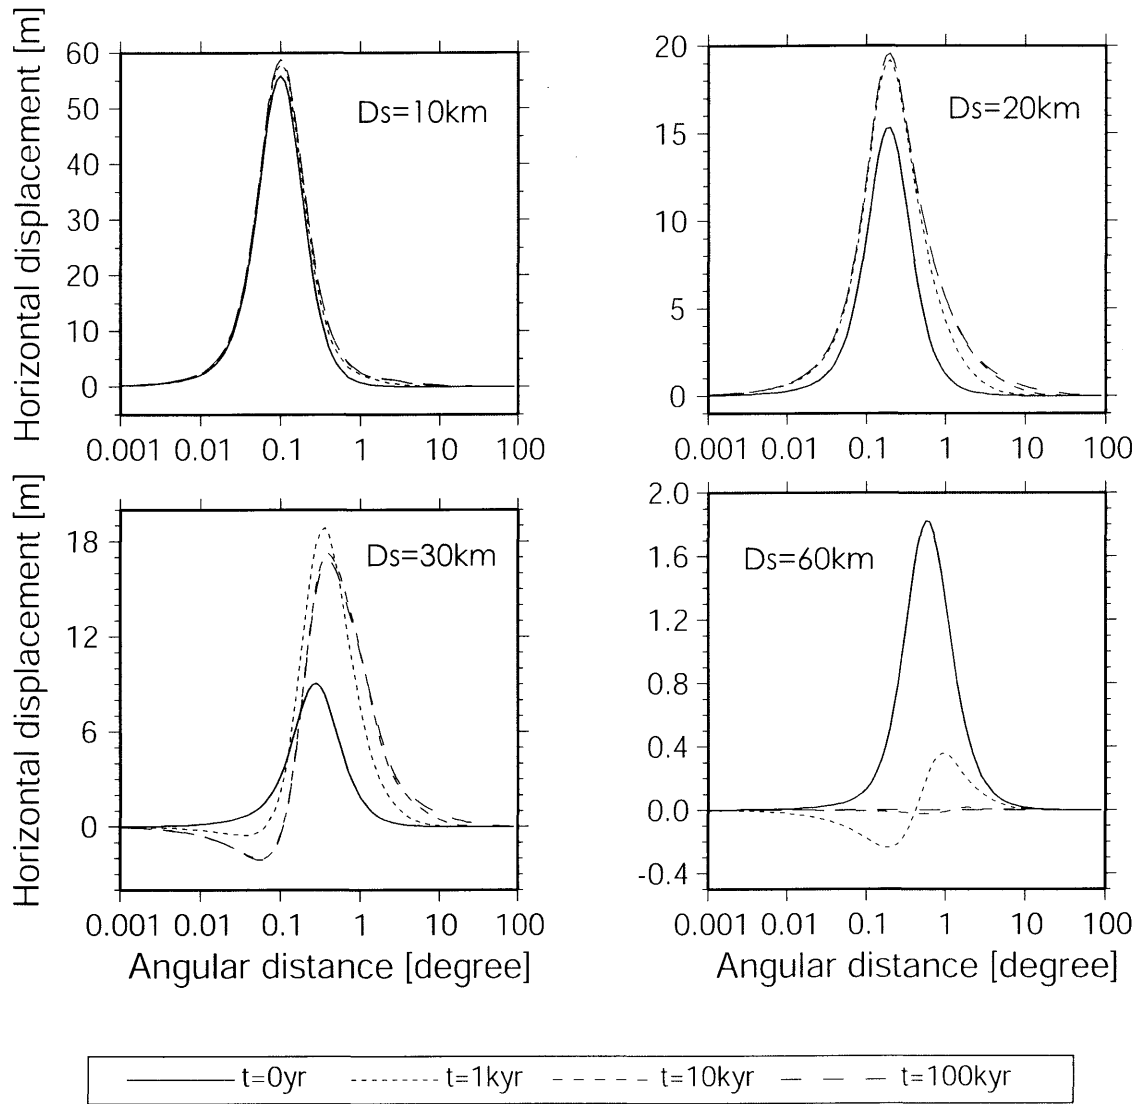 Horizontal displacement [m]
60
50
40
30
20
10
0
Ds=10km
0.001 0.01 0.1 1 10 100
20
15
10
5
0
Ds=20km
0.001 0.01 0.1 1 10 100
Horizontal displacement [m]
18
12
6
0
Ds=30km
0.001 0.01 0.1 1 10 100
Angular distance [degree]
2.0
1.6
1.2
0.8
0.4
0.0
-0.4
Ds=60km
0.001 0.01 0.1 1 10 100
Angular distance [degree]
t=0yr t=1kyr t=10kyr t=100kyr